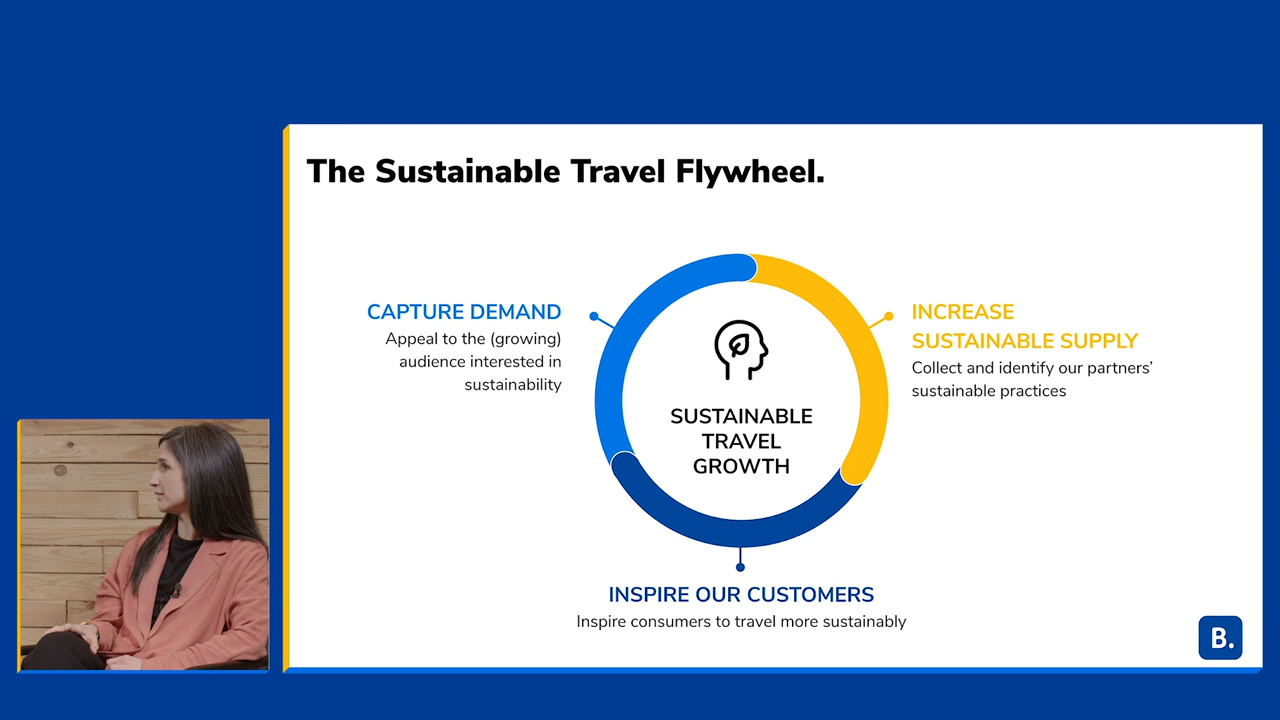 The Sustainable Travel Flywheel.
CAPTURE DEMAND
Appeal to the (growing)
audience interested in
sustainability
INCREASE
SUSTAINABLE SUPPLY
Collect and identify our partners’
sustainable practices
SUSTAINABLE
TRAVEL
GROWTH
INSPIRE OUR CUSTOMERS
Inspire consumers to travel more sustainably
B.